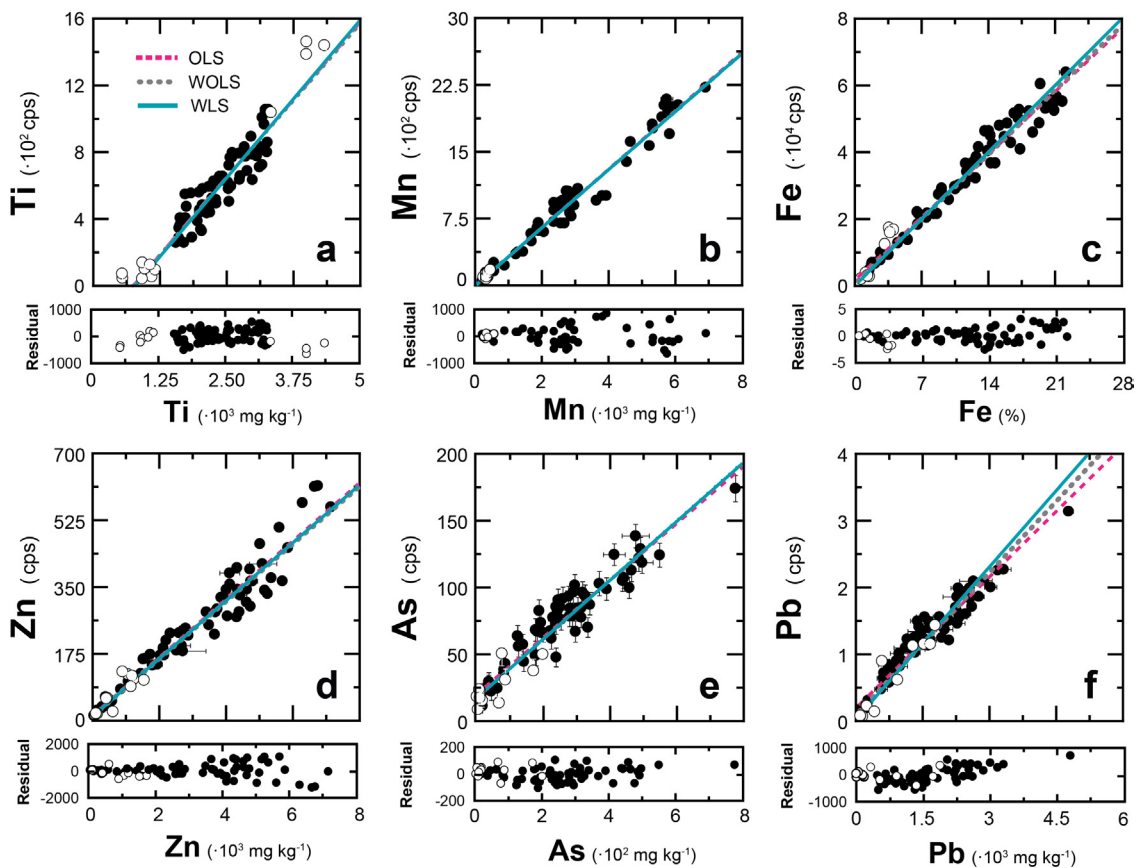 16
12
8
4
0
Ti (·10² cps)
OLS
WOLS
WLS
a
1000
0
-1000
Residual
0 1.25 2.50 3.75 5
Ti (·10³ mg kg⁻¹)
30
22.5
15
7.5
0
Mn (·10² cps)
b
1000
0
-1000
Residual
0 2 4 6 8
Mn (·10³ mg kg⁻¹)
8
6
4
2
0
Fe (·10⁴ cps)
c
5
0
-5
Residual
0 7 14 21 28
Fe (%)
700
525
350
175
0
Zn (cps)
d
2000
0
-2000
Residual
0 2 4 6 8
Zn (·10³ mg kg⁻¹)
200
150
100
50
0
As (cps)
e
200
0
-200
Residual
0 2 4 6 8
As (·10² mg kg⁻¹)
4
3
2
1
0
Pb (cps)
f
1000
0
-1000
Residual
0 1.5 3 4.5 6
Pb (·10³ mg kg⁻¹)